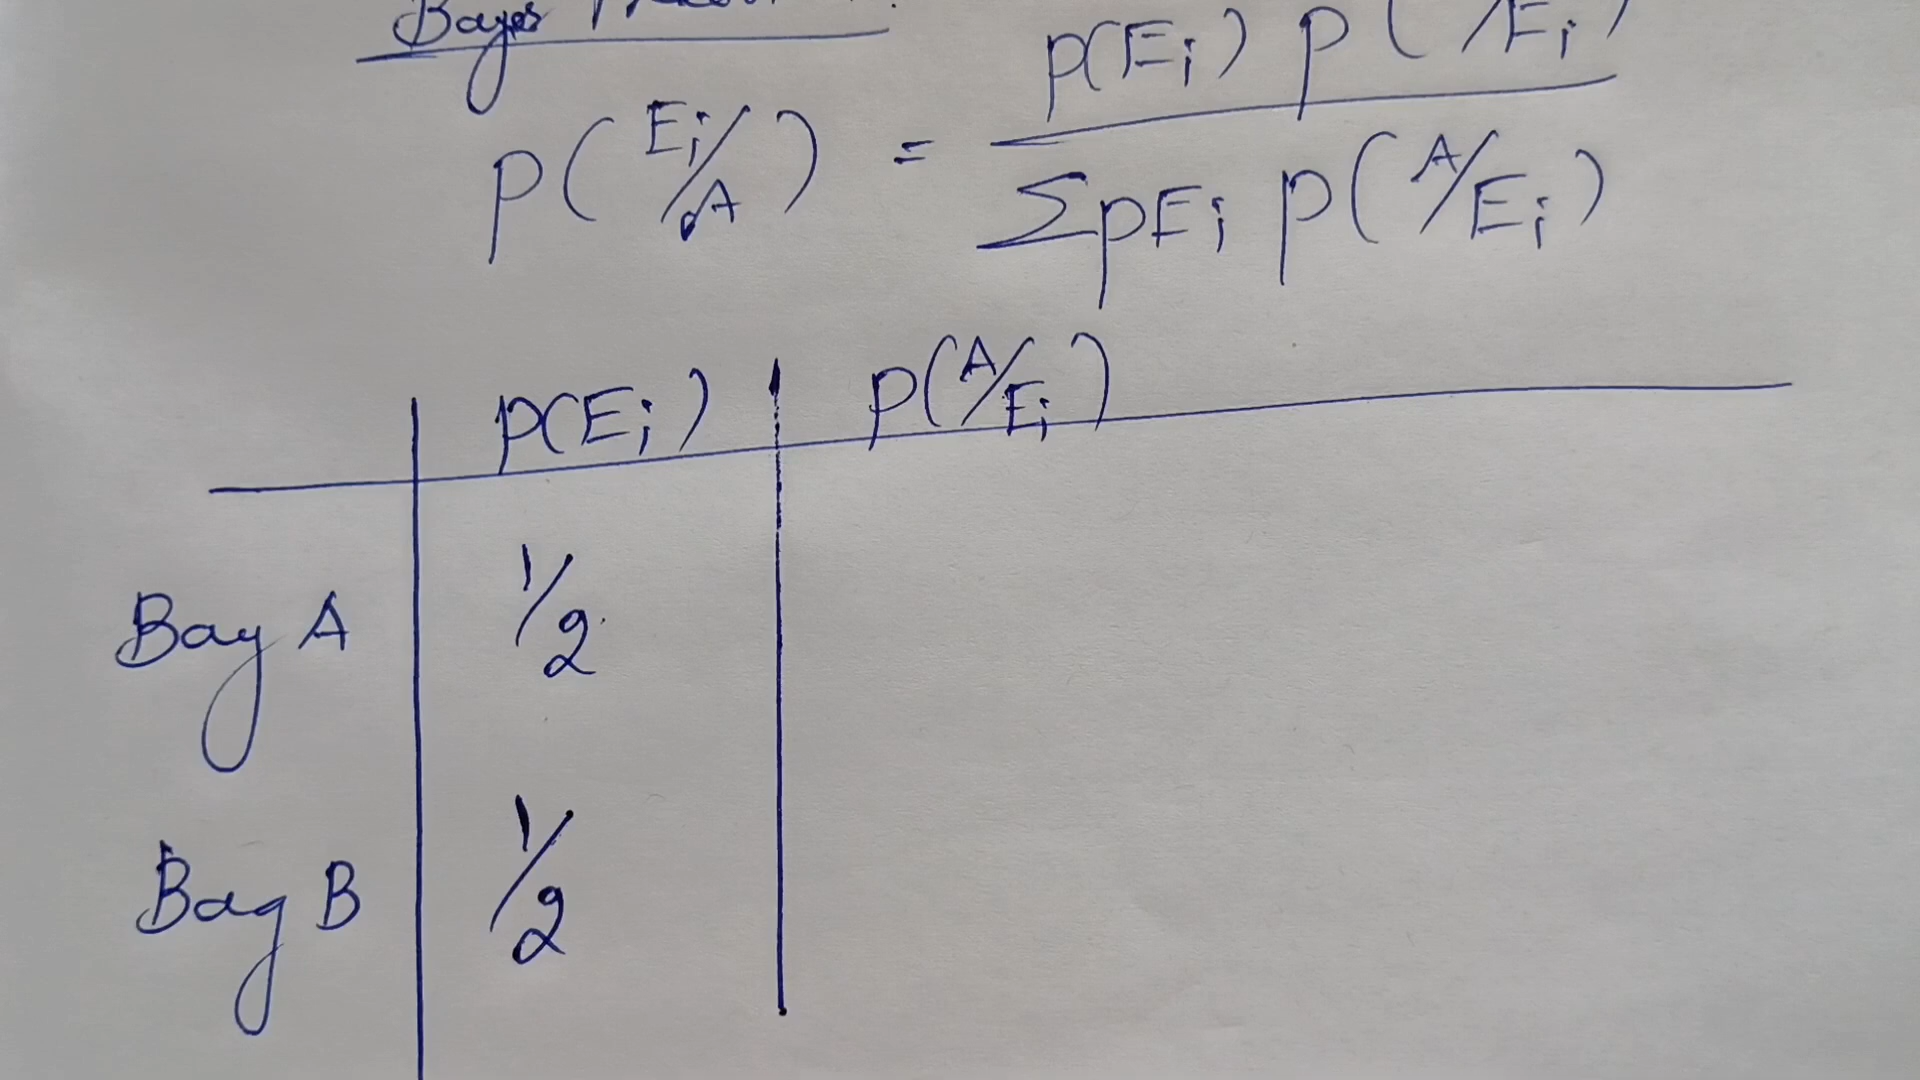 Bayes
P(Ei) P( /Ei)
P(Ei/A) =
ΣPEi P(A/Ei)
P(Ei) P(A/Ei)
Bag A 1/2
Bag B 1/2